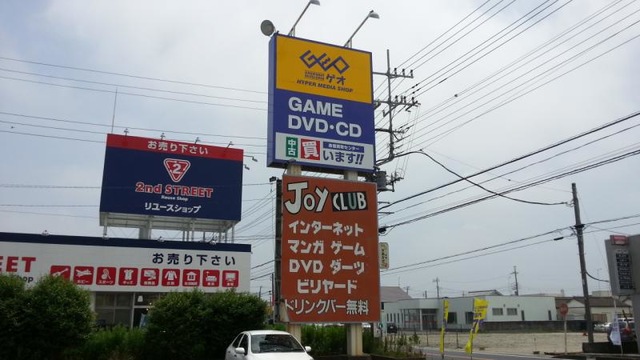 GEO
ゲオ
HYPER MEDIA SHOP
GAME
DVD・CD
中古
買います!!
JOY CLUB
インターネット
マンガ ゲーム
DVD ダーツ
ビリヤード
ドリンクバー無料
お売り下さい
2
2nd STREET
Reuse Shop
リユースショップ
お売り下さい
REET